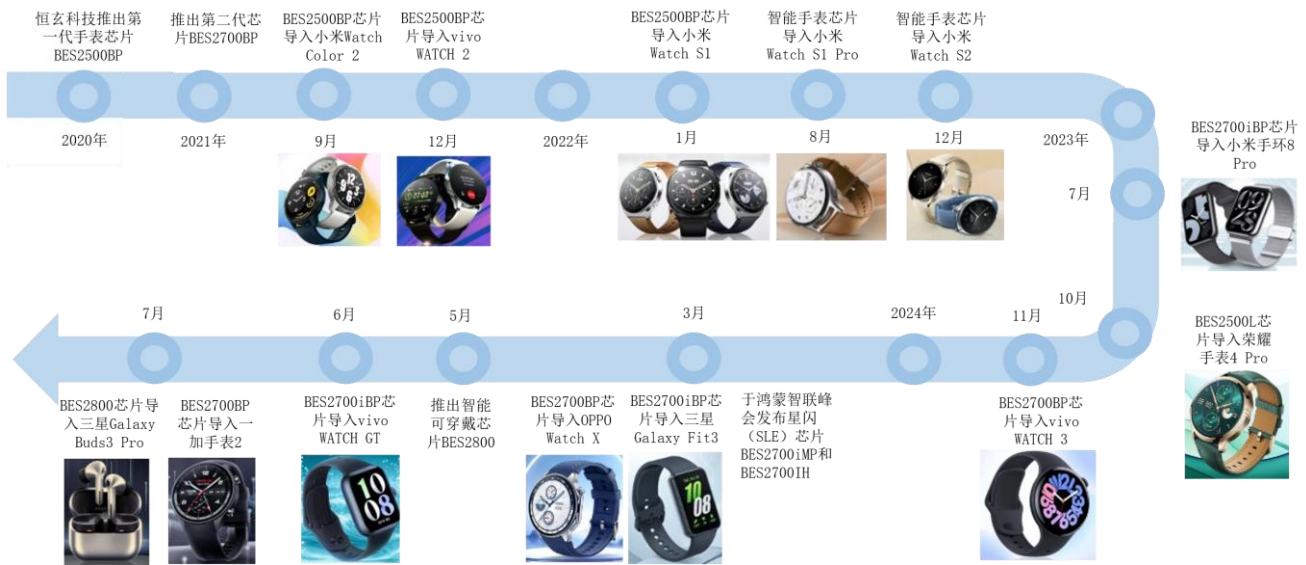 恒玄科技推出第
一代手表芯片
BES2500BP
推出第二代芯
片BES2700BP
BES2500BP芯片
导入小米Watch
Color 2
BES2500BP芯
片导入vivo
WATCH 2
BES2500BP芯片
导入小米
Watch S1
智能手表芯片
导入小米
Watch S1 Pro
智能手表芯片
导入小米
Watch S2
2020年
2021年
9月
12月
2022年
1月
8月
12月
2023年
BES2700iBP芯片
导入小米手环8
Pro
7月
10月
BES2500L芯
片导入荣耀
手表4 Pro
7月
6月
5月
3月
2024年
11月
BES2800芯片导
入三星Galaxy
Buds3 Pro
BES2700BP
芯片导入一
加手表2
BES2700iBP芯
片导入vivo
WATCH GT
推出智能
可穿戴芯
片BES2800
BES2700BP芯
片导入OPPO
Watch X
BES2700iBP芯
片导入三星
Galaxy Fit3
于鸿蒙智联峰
会发布星闪
（SLE）芯片
BES2700iMP和
BES2700IH
BES2700BP芯
片导入vivo
WATCH 3
10
08
08